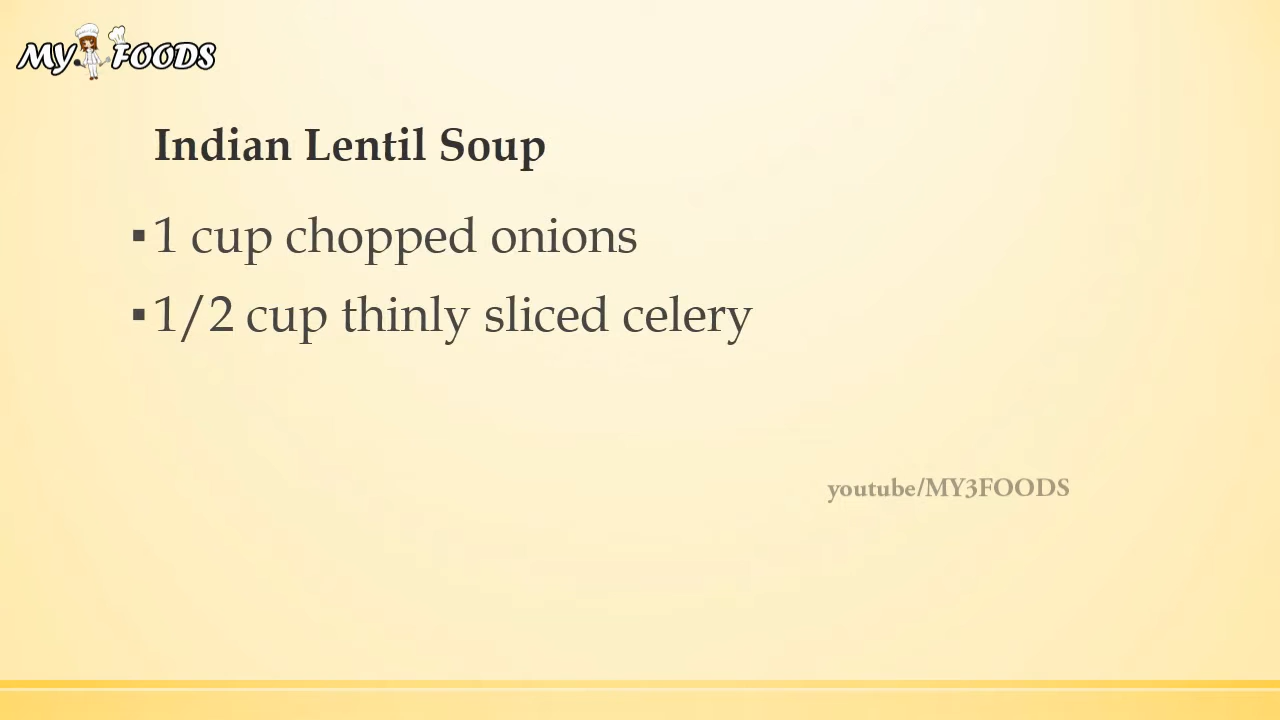 MY FOODS
Indian Lentil Soup
▪1 cup chopped onions
▪1/2 cup thinly sliced celery
youtube/MY3FOODS